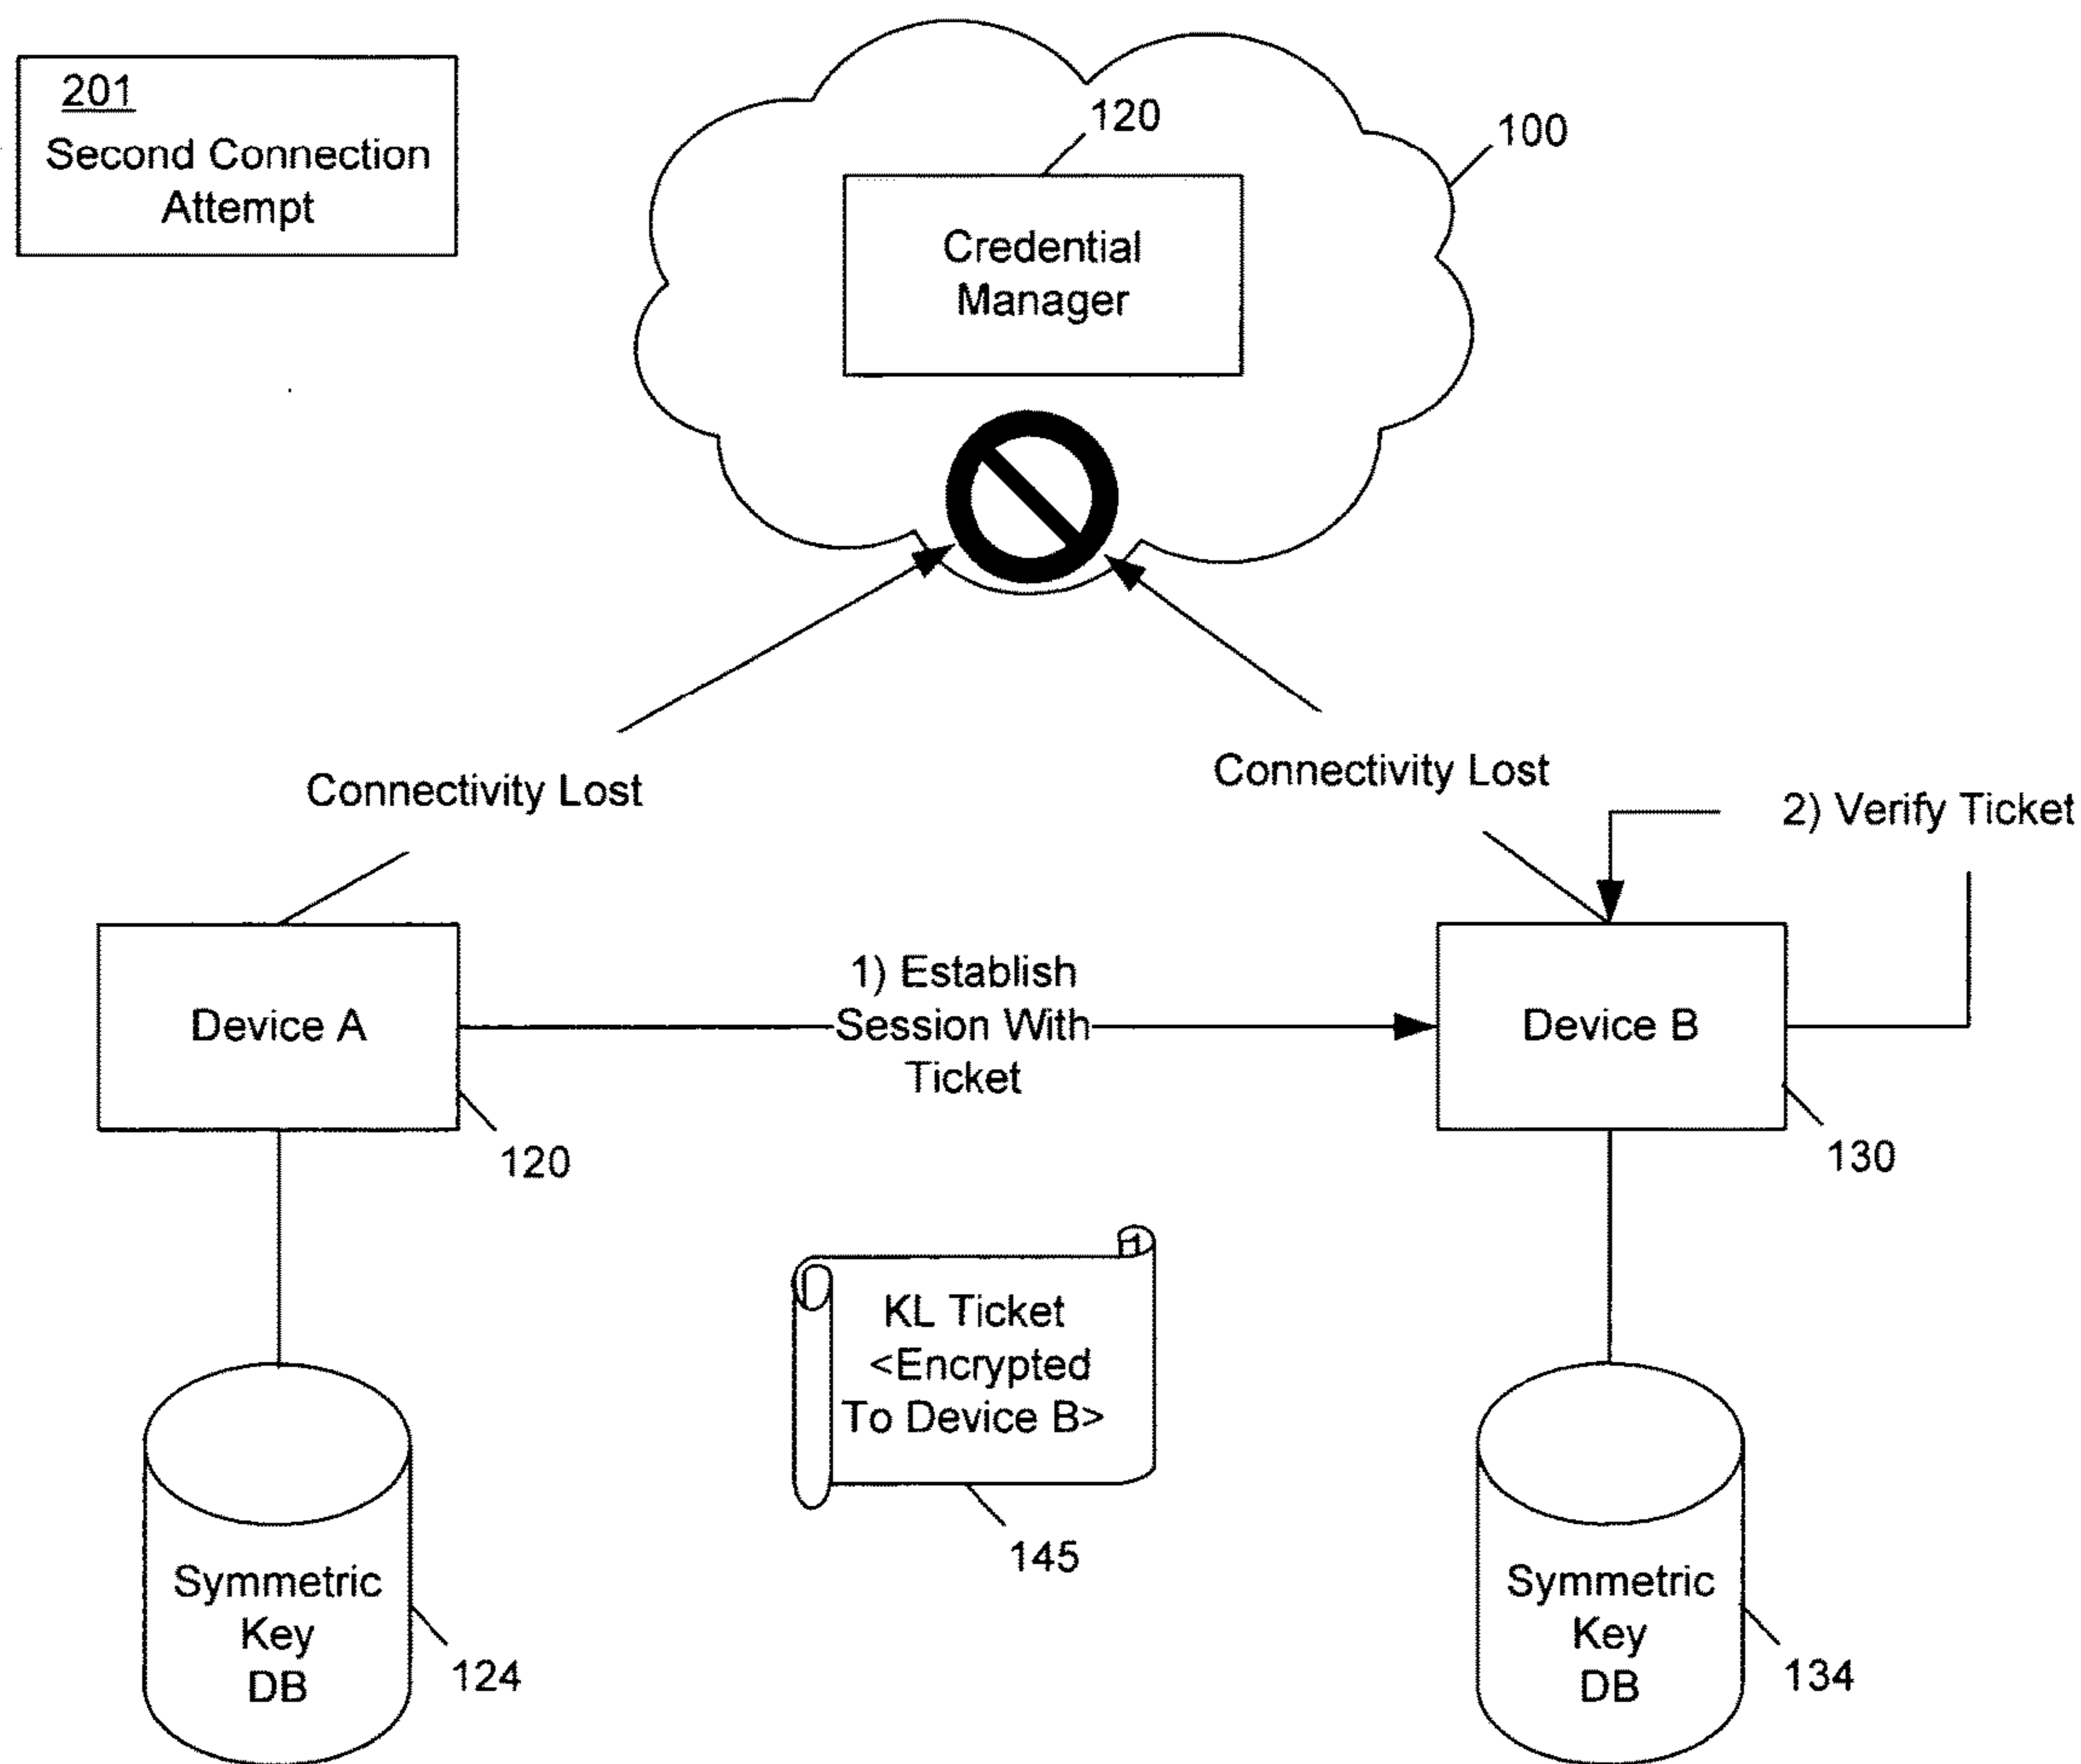 201
Second Connection
Attempt
120
100
Credential
Manager
Connectivity Lost
Connectivity Lost
2) Verify Ticket
Device A
1) Establish
Session With
Ticket
Device B
120
130
KL Ticket
<Encrypted
To Device B>
145
Symmetric
Key
DB
124
Symmetric
Key
DB
134